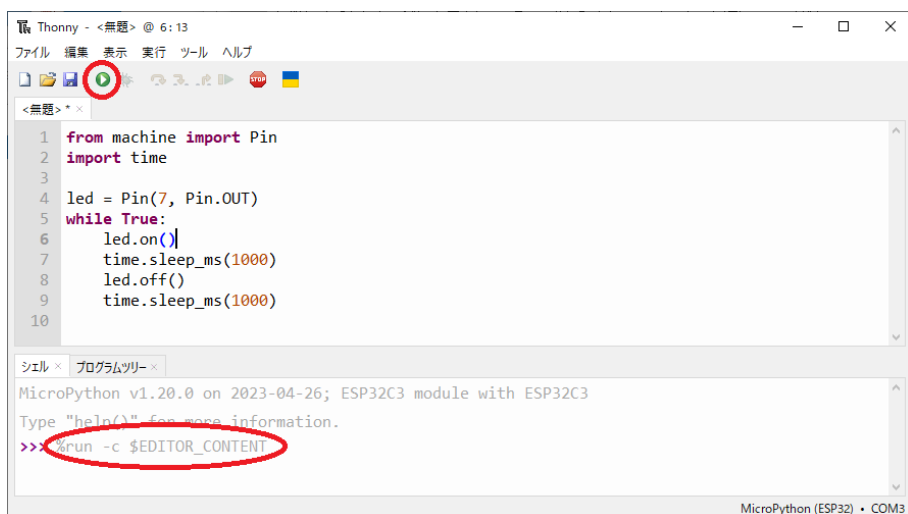 Thonny - <無題> @ 6:13
ファイル 編集 表示 実行 ツール ヘルプ
STOP
<無題> * ×
1 from machine import Pin
2 import time
3
4 led = Pin(7, Pin.OUT)
5 while True:
6     led.on()
7     time.sleep_ms(1000)
8     led.off()
9     time.sleep_ms(1000)
10
シェル × プログラムツリー ×
MicroPython v1.20.0 on 2023-04-26; ESP32C3 module with ESP32C3
Type "help()" for more information.
>>> %run -c $EDITOR_CONTENT
MicroPython (ESP32) • COM3